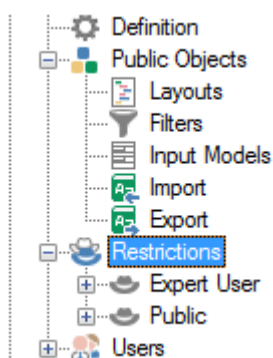 Definition
Public Objects
Layouts
Filters
Input Models
Import
Export
Restrictions
Expert User
Public
Users